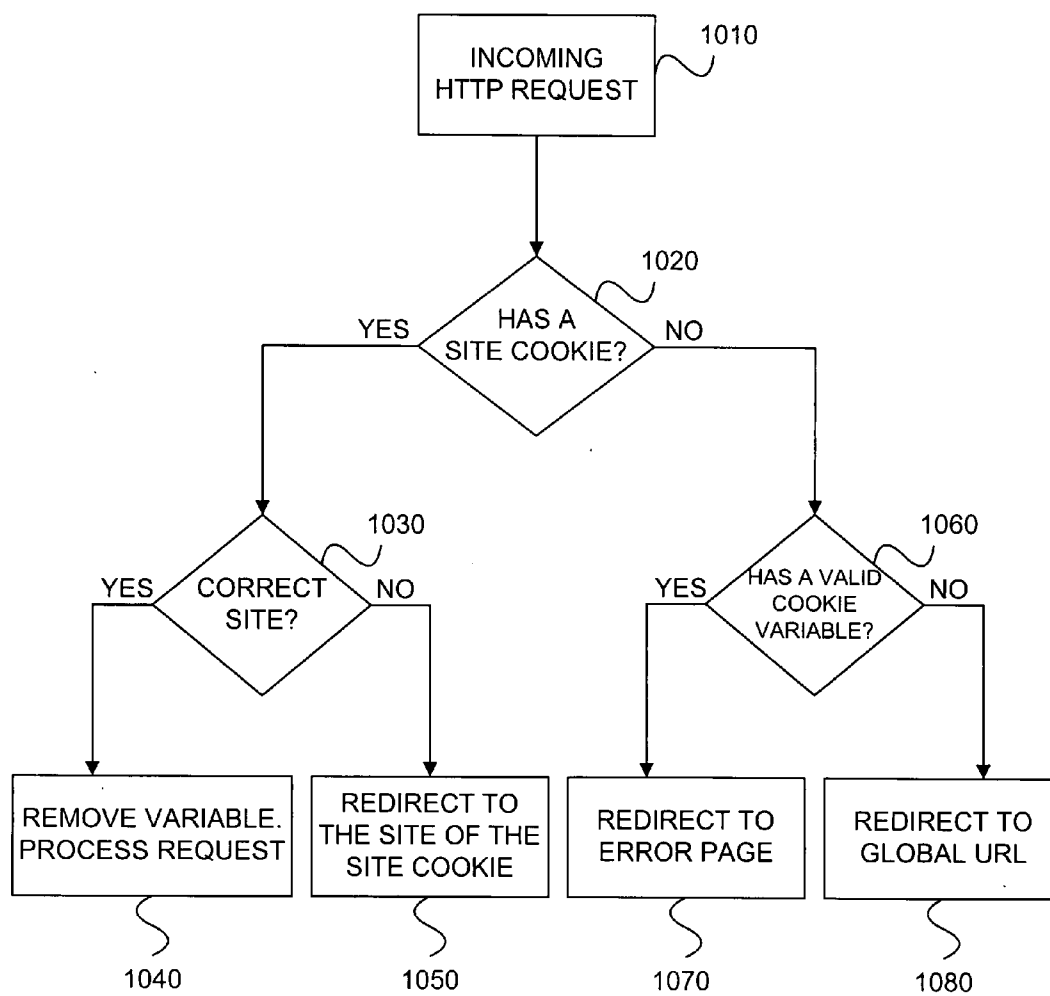 1010
INCOMING
HTTP REQUEST
1020
YES
HAS A
SITE COOKIE?
NO
1030
YES
CORRECT
SITE?
NO
1060
YES
HAS A VALID
COOKIE
VARIABLE?
NO
REMOVE VARIABLE.
PROCESS REQUEST
REDIRECT TO
THE SITE OF THE
SITE COOKIE
REDIRECT TO
ERROR PAGE
REDIRECT TO
GLOBAL URL
1040
1050
1070
1080